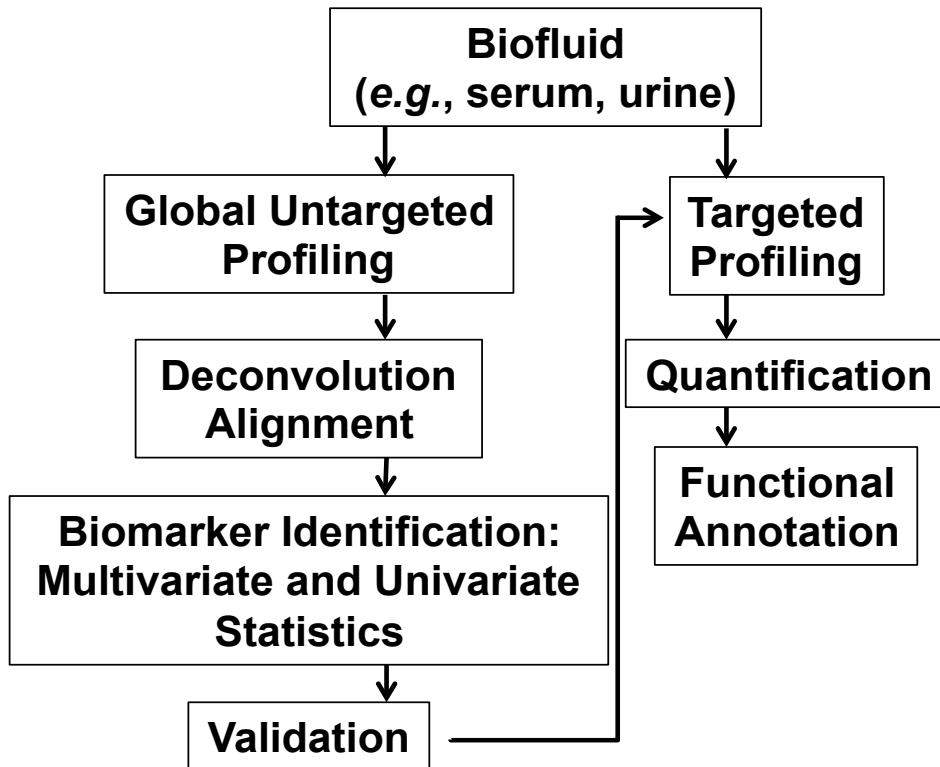 Biofluid
(e.g., serum, urine)
Global Untargeted
Profiling
Deconvolution
Alignment
Biomarker Identification:
Multivariate and Univariate
Statistics
Validation
Targeted
Profiling
Quantification
Functional
Annotation